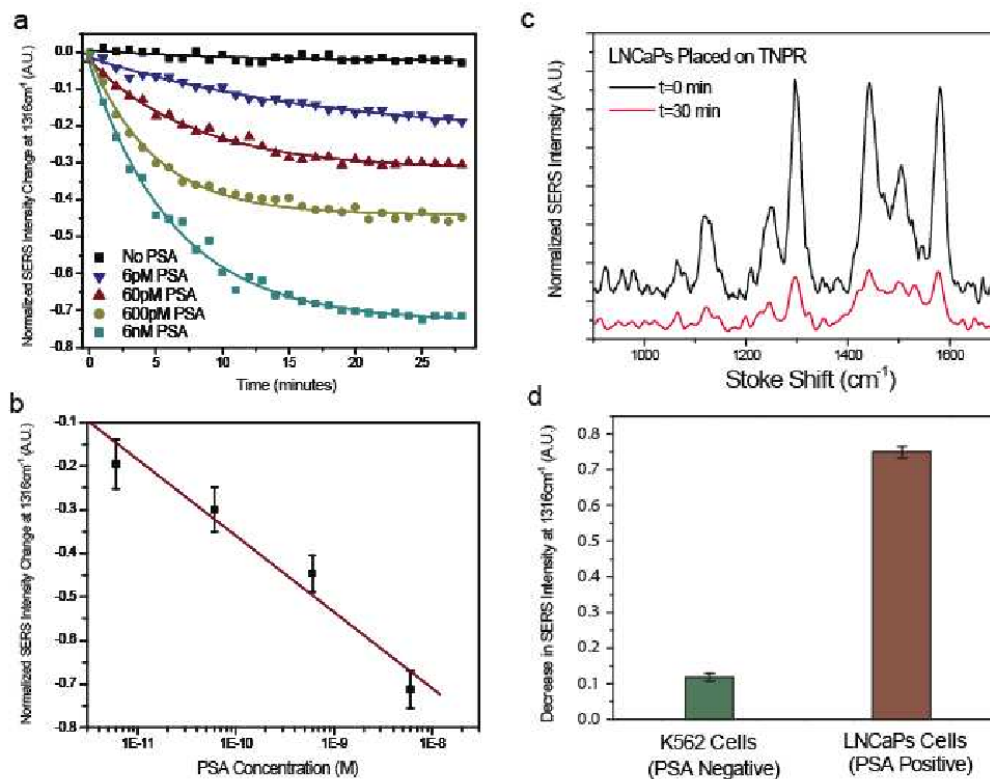 a
Normalized SERS Intensity Change at 1316cm⁻¹ (A.U.)
0.0
-0.1
-0.2
-0.3
-0.4
-0.5
-0.6
-0.7
-0.8
No PSA
6pM PSA
60pM PSA
600pM PSA
6nM PSA
0 5 10 15 20 25
Time (minutes)
b
Normalized SERS Intensity Change at 1316cm⁻¹ (A.U.)
-0.1
-0.2
-0.3
-0.4
-0.5
-0.6
-0.7
-0.8
1E-11 1E-10 1E-9 1E-8
PSA Concentration (M)
c
Normalized SERS Intensity
LNCaPs Placed on TNPR
t=0 min
t=30 min
1000 1200 1400 1600
Stoke Shift (cm⁻¹)
d
Decrease in SERS Intensity at 1316cm⁻¹ (A.U.)
0.8
0.7
0.6
0.5
0.4
0.3
0.2
0.1
0.0
K562 Cells
(PSA Negative)
LNCaPs Cells
(PSA Positive)